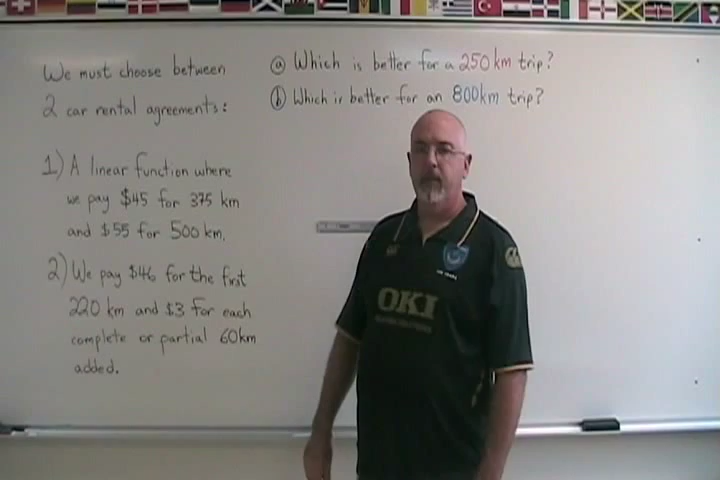 We must choose between
2 car rental agreements:
1) A linear function where
we pay $45 for 375 km
and $55 for 500 km.
2) We pay $46 for the first
220 km and $3 for each
complete or partial 60km
added.
(a) Which is better for a 250 km trip?
(b) Which is better for an 800km trip?
OKI